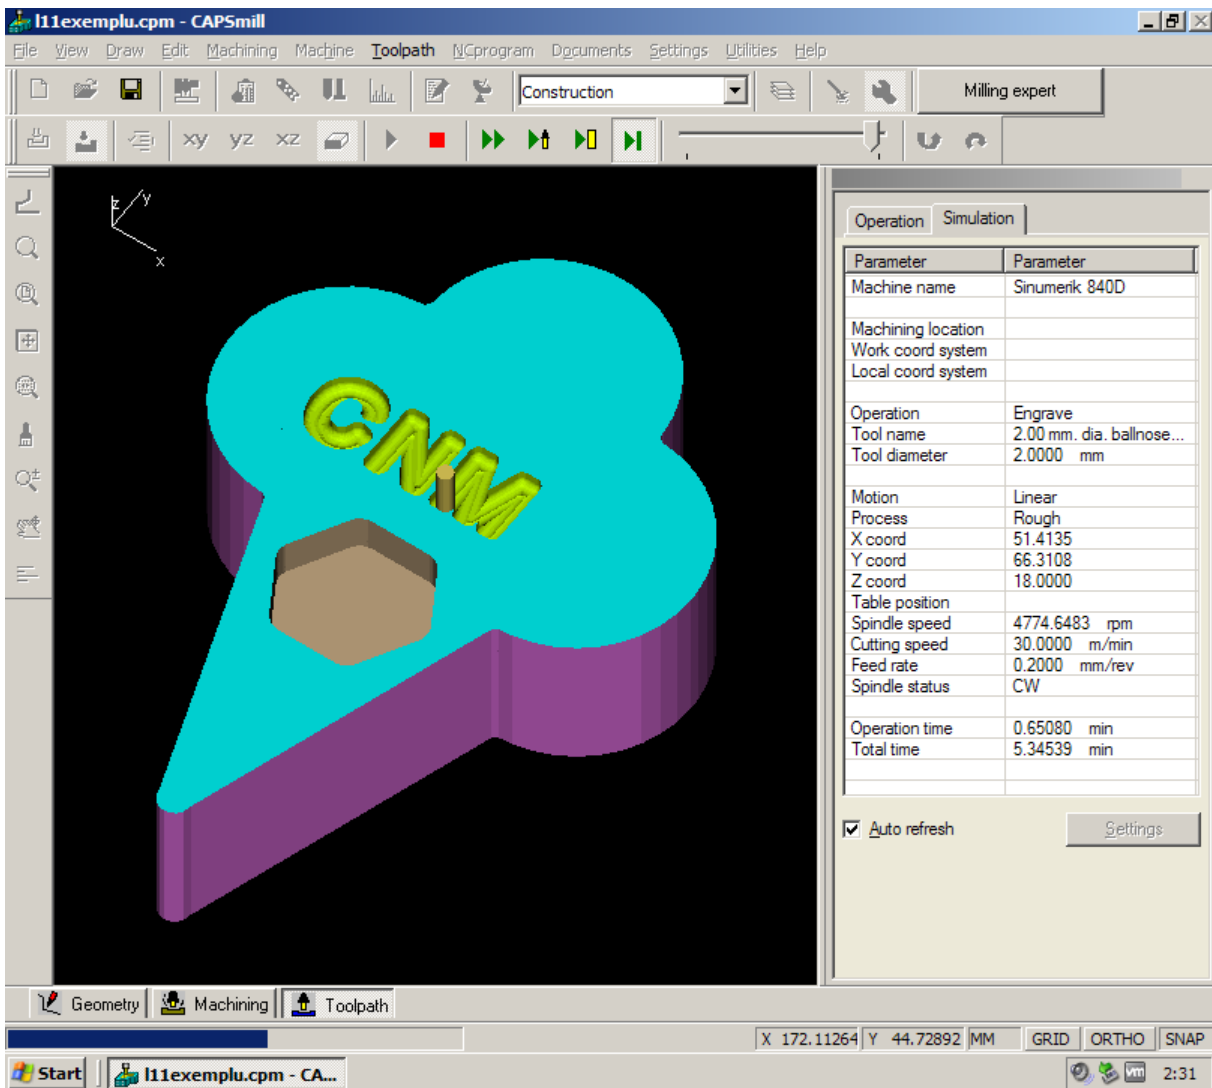 l11exemplu.cpm - CAPSmill
File View Draw Edit Machining Machine Toolpath NCprogram Documents Settings Utilities Help
Construction Milling expert
xy yz xz
z y
x
CNM
Operation Simulation
Parameter Parameter
Machine name Sinumerik 840D
Machining location
Work coord system
Local coord system
Operation Engrave
Tool name 2.00 mm. dia. ballnose...
Tool diameter 2.0000 mm
Motion Linear
Process Rough
X coord 51.4135
Y coord 66.3108
Z coord 18.0000
Table position
Spindle speed 4774.6483 rpm
Cutting speed 30.0000 m/min
Feed rate 0.2000 mm/rev
Spindle status CW
Operation time 0.65080 min
Total time 5.34539 min
Auto refresh Settings
Geometry Machining Toolpath
X 172.11264 Y 44.72892 MM GRID ORTHO SNAP
Start l11exemplu.cpm - CA... 2:31